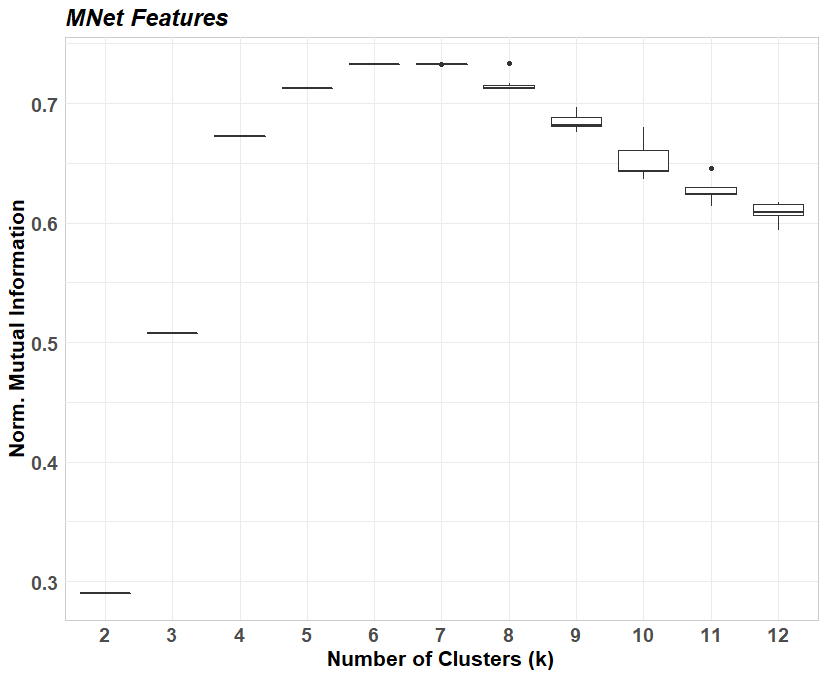 MNet Features
Norm. Mutual Information
0.7
0.6
0.5
0.4
0.3
2 3 4 5 6 7 8 9 10 11 12
Number of Clusters (k)